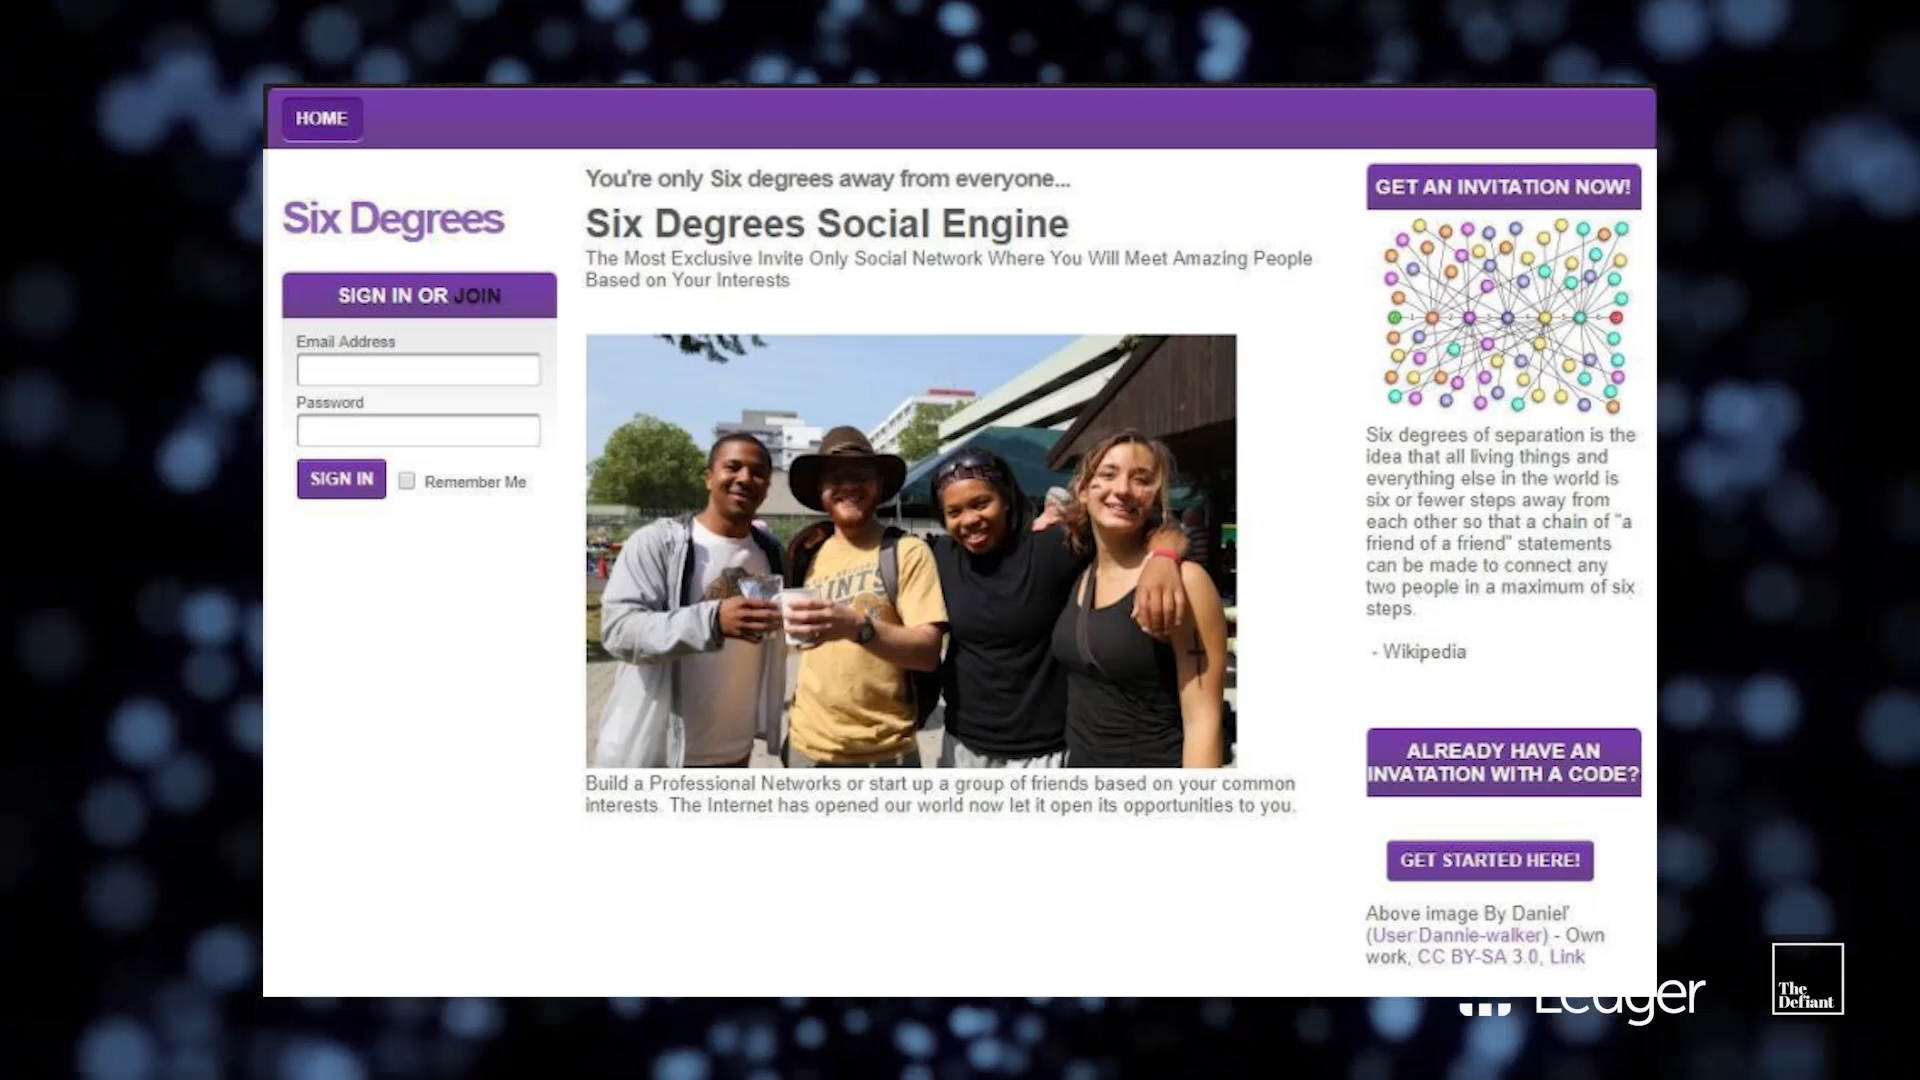 HOME
Six Degrees
SIGN IN OR JOIN
Email Address
Password
SIGN IN
Remember Me
You're only Six degrees away from everyone...
Six Degrees Social Engine
The Most Exclusive Invite Only Social Network Where You Will Meet Amazing People
Based on Your Interests
INTS
Build a Professional Networks or start up a group of friends based on your common
interests. The Internet has opened our world now let it open its opportunities to you.
GET AN INVITATION NOW!
Six degrees of separation is the
idea that all living things and
everything else in the world is
six or fewer steps away from
each other so that a chain of "a
friend of a friend" statements
can be made to connect any
two people in a maximum of six
steps.
- Wikipedia
ALREADY HAVE AN
INVATATION WITH A CODE?
GET STARTED HERE!
Above image By Daniel'
(User:Dannie-walker) - Own
work, CC BY-SA 3.0, Link
Ledger
The
Defiant